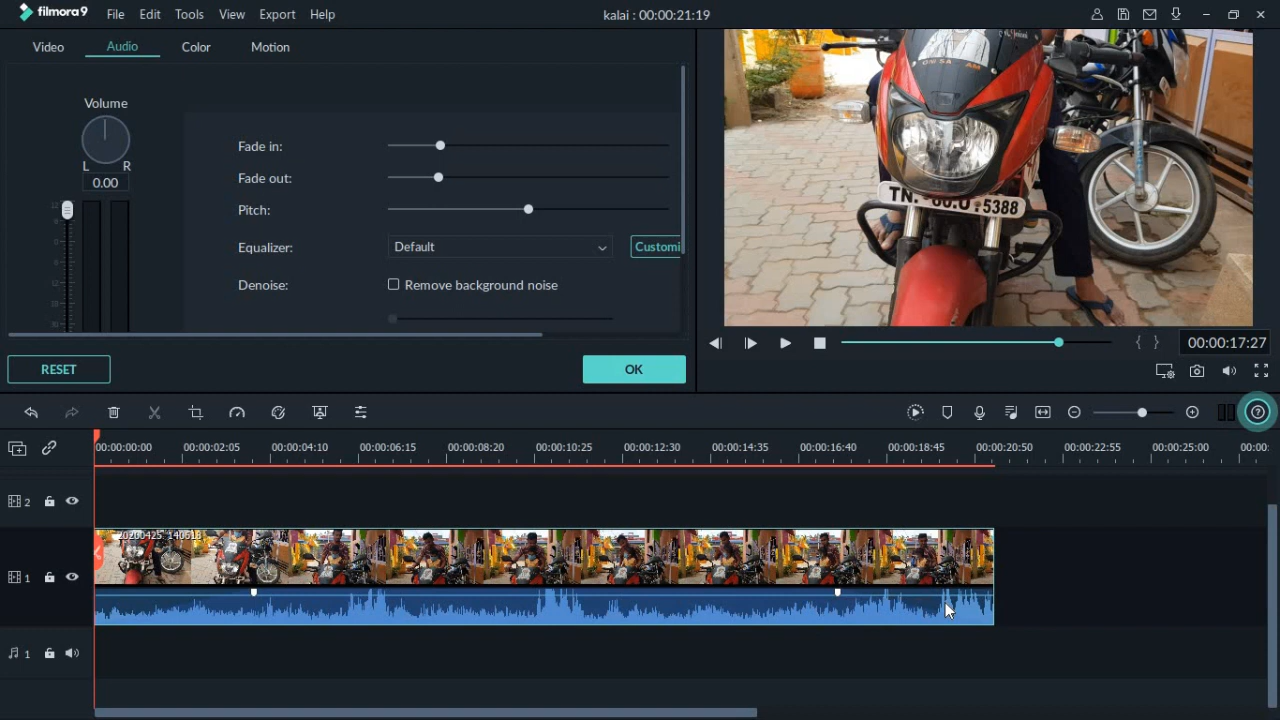 filmora9 File Edit Tools View Export Help kalai : 00:00:21:19
Video Audio Color Motion
Volume
L R
0.00
Fade in:
Fade out:
Pitch:
Equalizer: Default Customi
Denoise: Remove background noise
RESET OK
5388
00:00:17:27
00:00:00:00 00:00:02:05 00:00:04:10 00:00:06:15 00:00:08:20 00:00:10:25 00:00:12:30 00:00:14:35 00:00:16:40 00:00:18:45 00:00:20:50 00:00:22:55 00:00:25:00 00:00:
2
20200425_140613
1
1